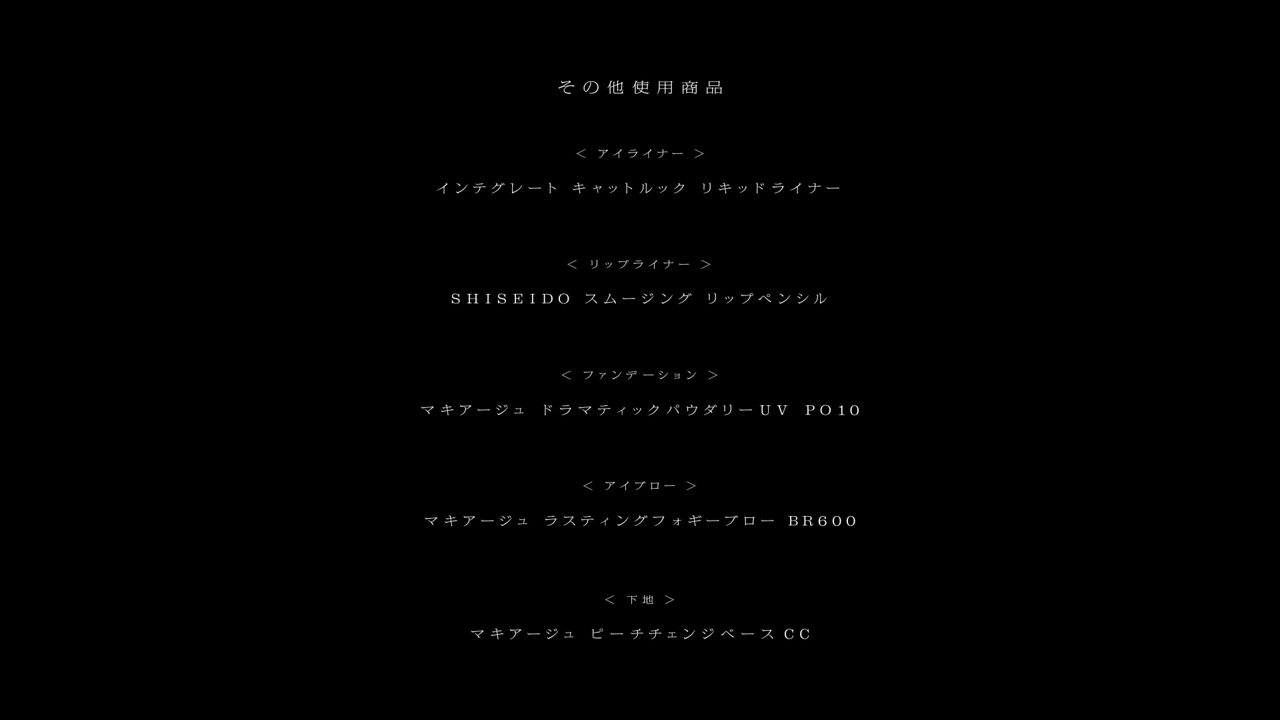 その他使用商品
＜ アイライナー ＞
インテグレート キャットルック リキッドライナー
＜ リップライナー ＞
SHISEIDO スムージング リップペンシル
＜ ファンデーション ＞
マキアージュ ドラマティックパウダリーUV PO10
＜ アイブロー ＞
マキアージュ ラスティングフォギーブロー BR600
＜ 下地 ＞
マキアージュ ピーチチェンジベース CC